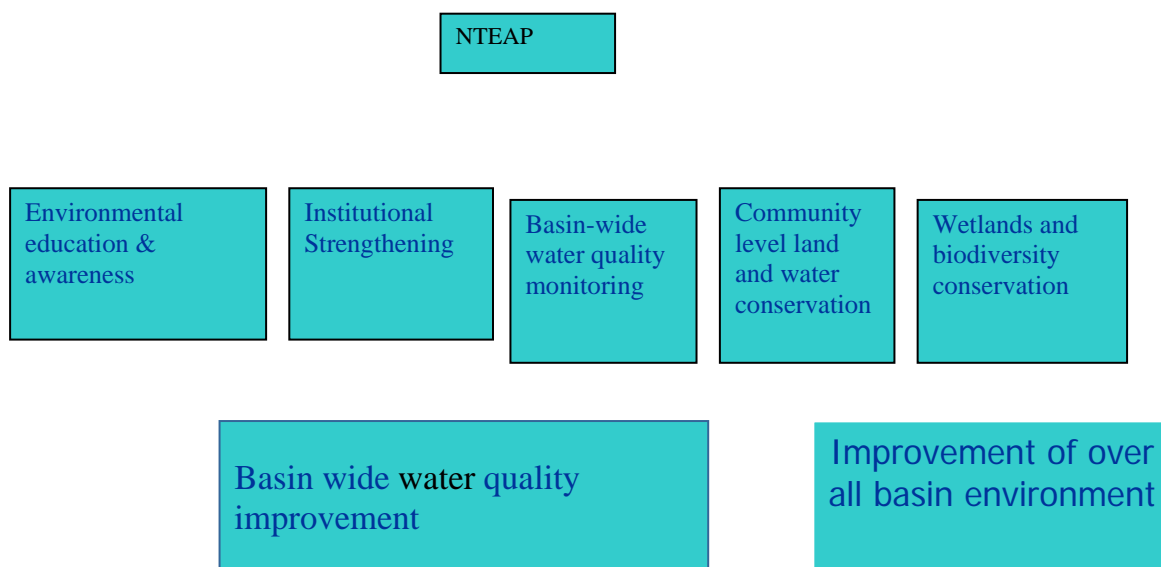 NTEAP
Environmental
education &
awareness
Institutional
Strengthening
Basin-wide
water quality
monitoring
Community
level land
and water
conservation
Wetlands and
biodiversity
conservation
Basin wide water quality
improvement
Improvement of over
all basin environment